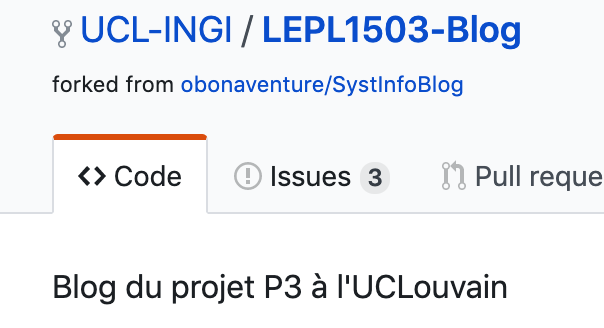 UCL-INGI / LEPL1503-Blog
forked from obonaventure/SystInfoBlog
Code Issues 3 Pull reque
Blog du projet P3 à l'UCLouvain